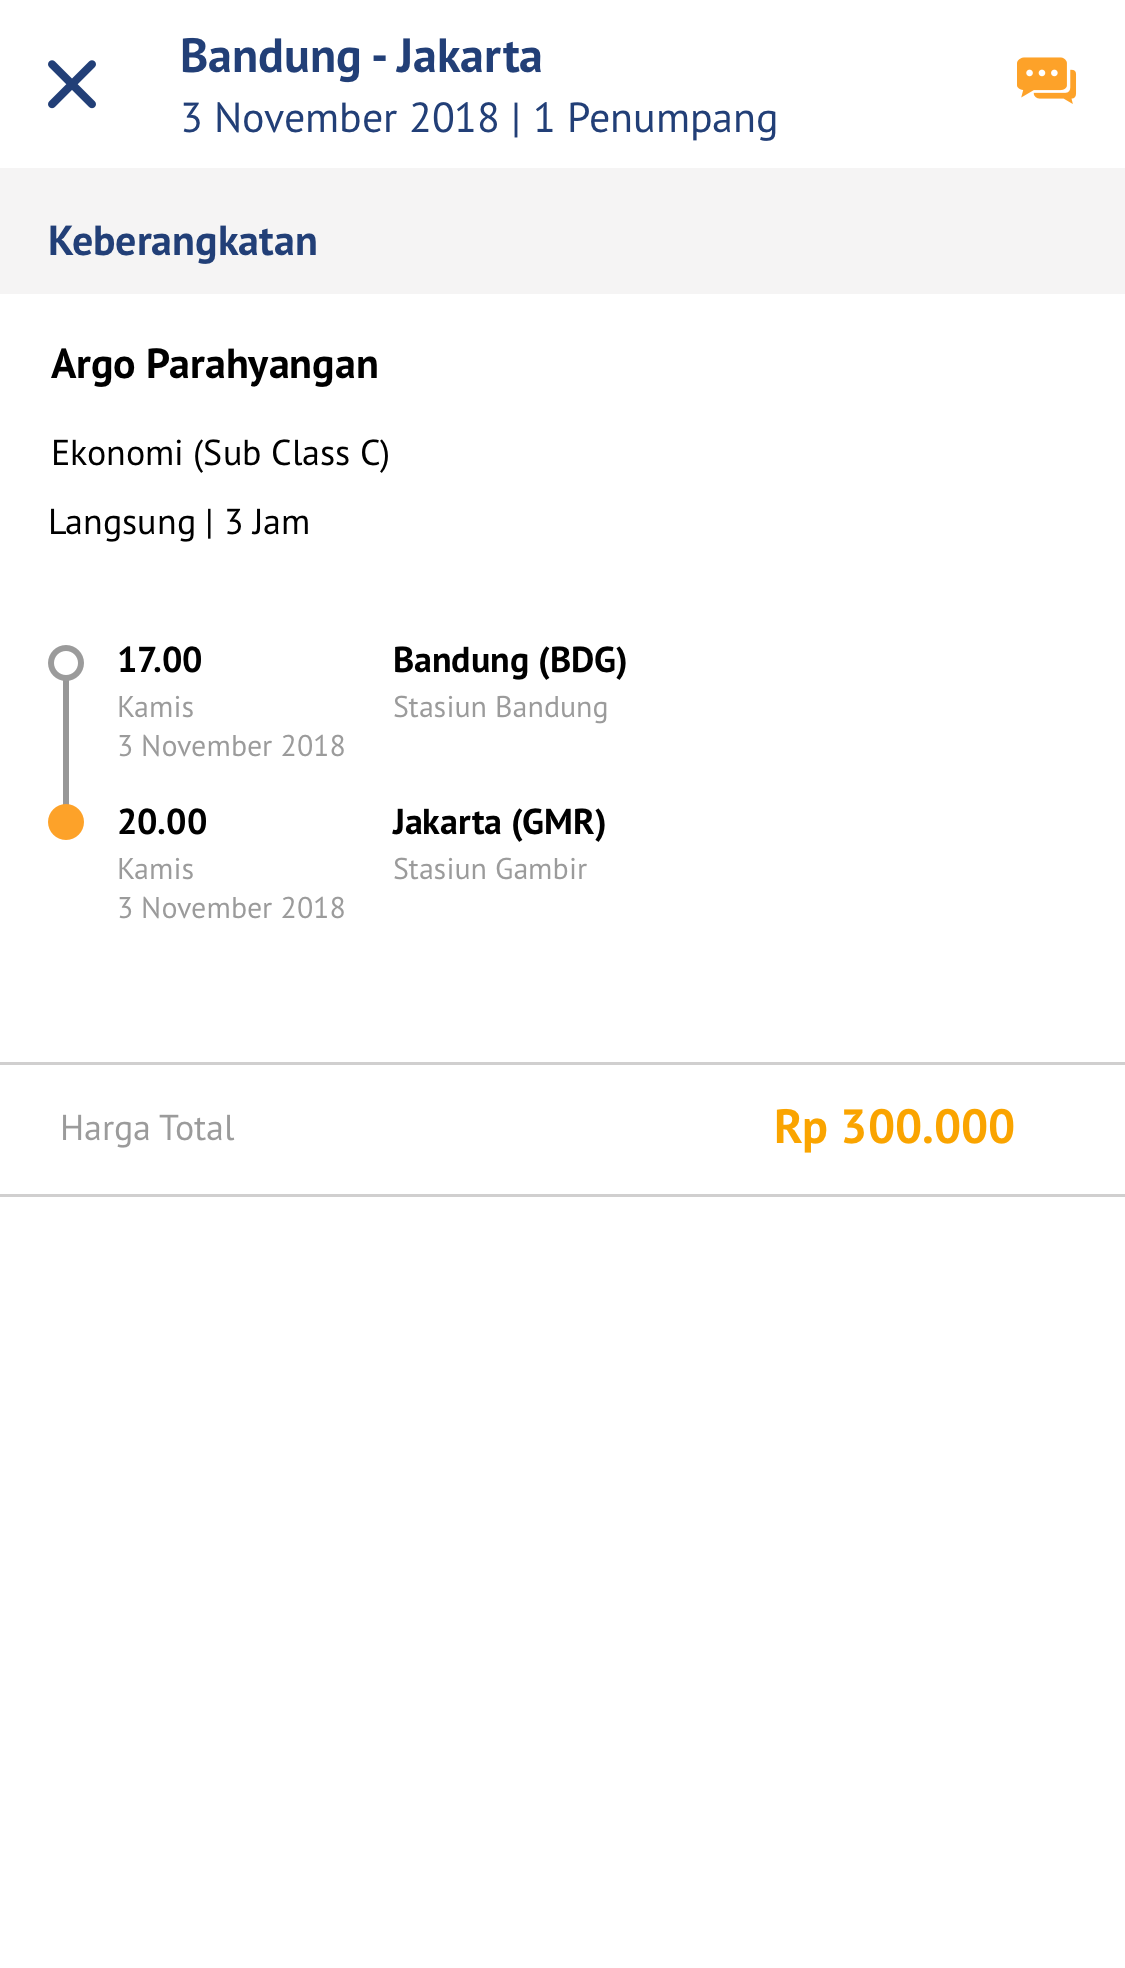 Bandung - Jakarta
3 November 2018 | 1 Penumpang
Keberangkatan
Argo Parahyangan
Ekonomi (Sub Class C)
Langsung | 3 Jam
17.00 Bandung (BDG)
Kamis Stasiun Bandung
3 November 2018
20.00 Jakarta (GMR)
Kamis Stasiun Gambir
3 November 2018
Harga Total Rp 300.000